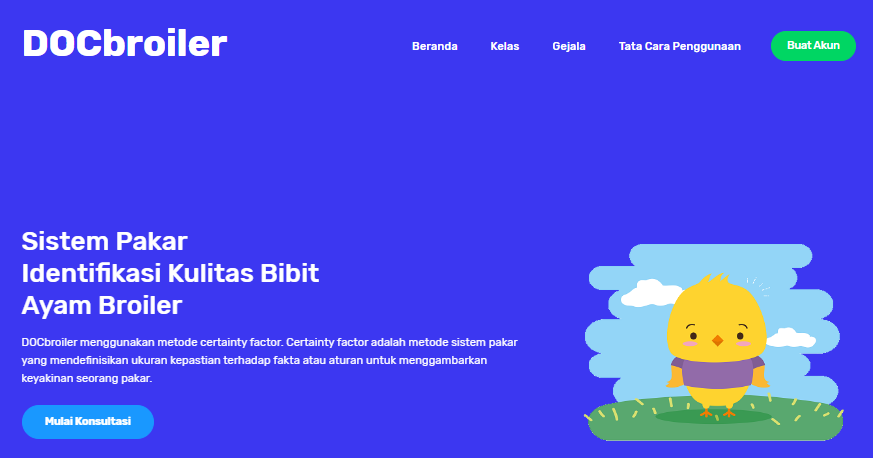 DOCbroiler
Beranda
Kelas
Gejala
Tata Cara Penggunaan
Buat Akun
Sistem Pakar
Identifikasi Kulitas Bibit
Ayam Broiler
DOCbroiler menggunakan metode certainty factor. Certainty factor adalah metode sistem pakar
yang mendefinisikan ukuran kepastian terhadap fakta atau aturan untuk menggambarkan
keyakinan seorang pakar.
Mulai Konsultasi